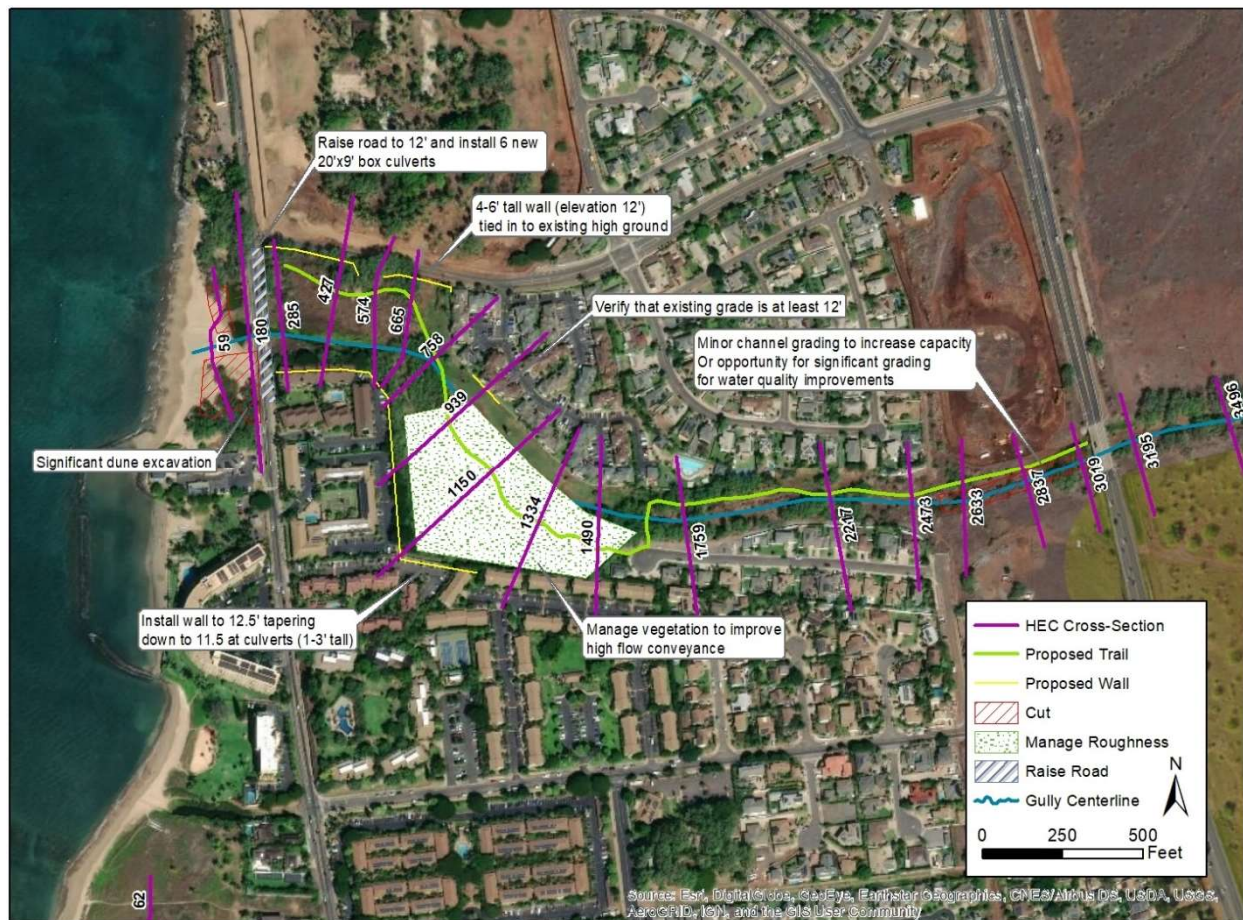 Raise road to 12' and install 6 new
20'x9' box culverts
4-6' tall wall (elevation 12')
tied in to existing high ground
Verify that existing grade is at least 12'
Minor channel grading to increase capacity
Or opportunity for significant grading
for water quality improvements
59
180
285
427
574
665
758
939
1150
1334
1490
1759
2217
2473
2633
2837
3019
3195
3496
Significant dune excavation
Install wall to 12.5' tapering
down to 11.5 at culverts (1-3' tall)
Manage vegetation to improve
high flow conveyance
HEC Cross-Section
Proposed Trail
Proposed Wall
Cut
Manage Roughness
Raise Road
Gully Centerline
N
0 250 500
Feet
62
Source: Esri, DigitalGlobe, GeoEye, Earthstar Geographics, CNES/Airbus DS, USDA, USGS,
AeroGRID, IGN, and the GIS User Community